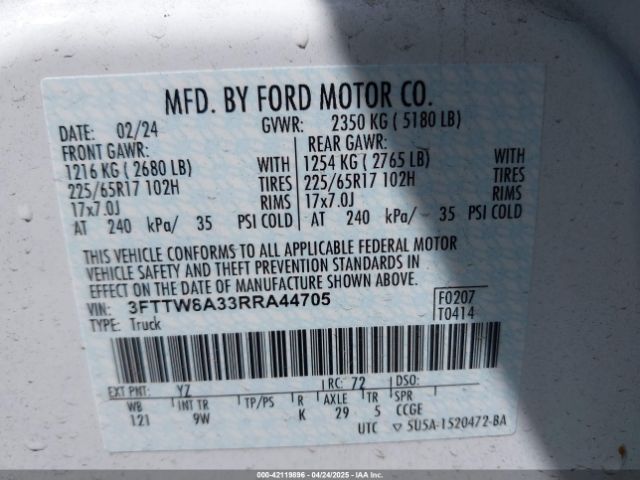 MFD. BY FORD MOTOR CO.
DATE: 02/24 GVWR: 2350 KG ( 5180 LB)
FRONT GAWR: REAR GAWR:
1216 KG ( 2680 LB) WITH 1254 KG ( 2765 LB) WITH
225/65R17 102H TIRES 225/65R17 102H TIRES
17x7.0J RIMS 17x7.0J RIMS
AT 240 kPa/ 35 PSI COLD AT 240 kPa/ 35 PSI COLD
THIS VEHICLE CONFORMS TO ALL APPLICABLE FEDERAL MOTOR
VEHICLE SAFETY AND THEFT PREVENTION STANDARDS IN
EFFECT ON THE DATE OF MANUFACTURE SHOWN ABOVE.
VIN: 3FTTW8A33RRA44705 F0207
TYPE: Truck T0414
EXT PNT: YZ RC: 72 DSO:
WB INT TR TP/PS R AXLE TR SPR
121 9W K 29 5 CCGE
UTC ▽ 5U5A-1520472-BA
000-42119896 - 04/24/2025 - IAAI.COM